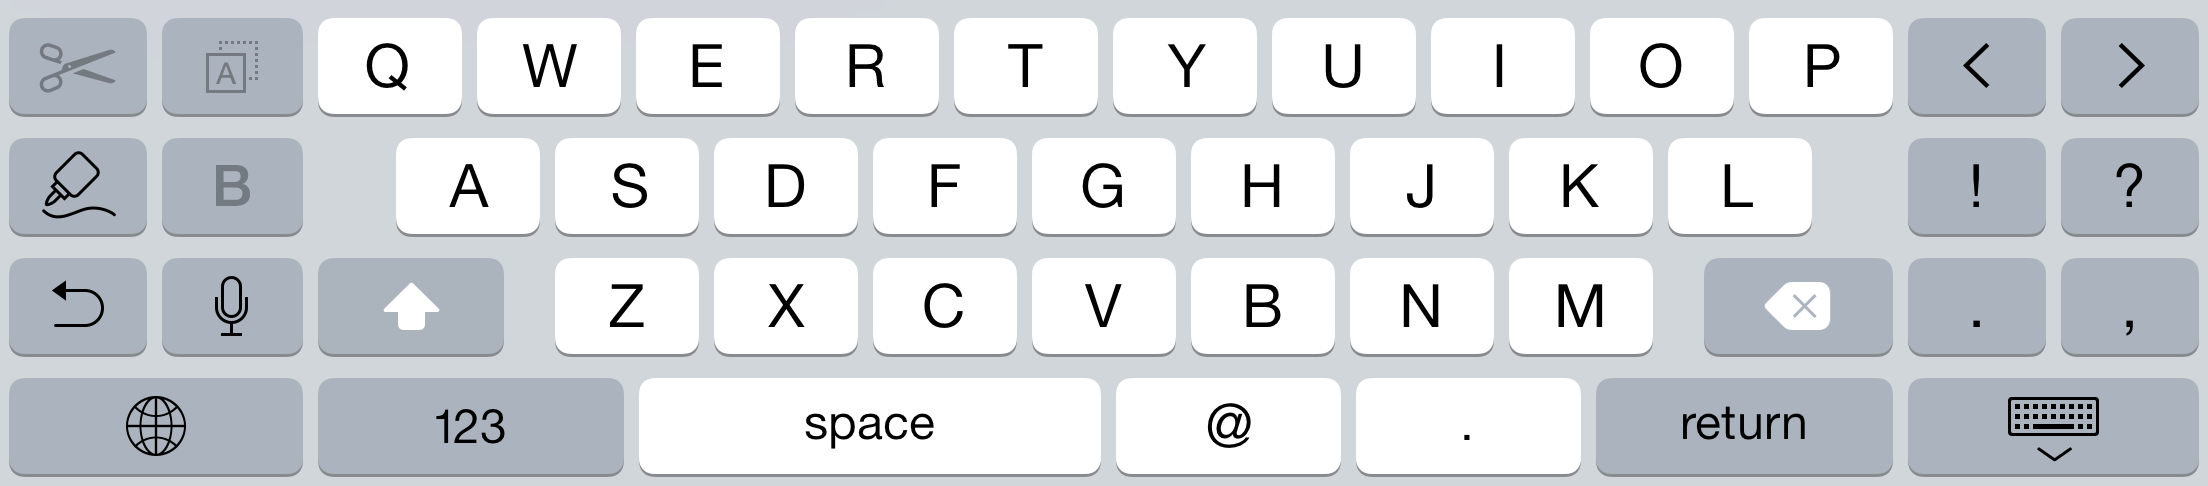 A Q W E R T Y U I O P < >
B A S D F G H J K L ! ?
Z X C V B N M . ,
123 space @ . return